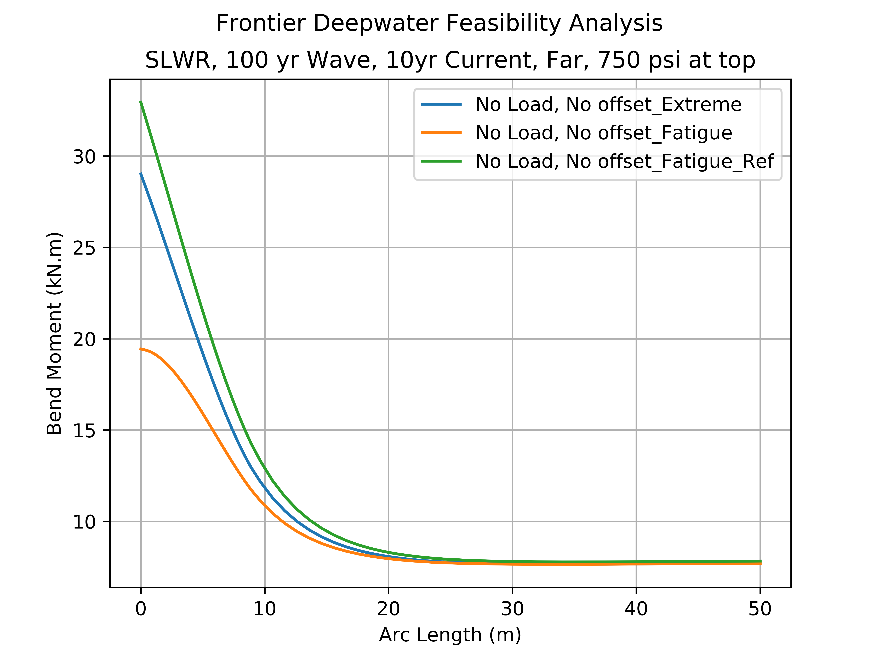 Frontier Deepwater Feasibility Analysis
SLWR, 100 yr Wave, 10yr Current, Far, 750 psi at top
No Load, No offset_Extreme
No Load, No offset_Fatigue
No Load, No offset_Fatigue_Ref
Bend Moment (kN.m)
30
25
20
15
10
0 10 20 30 40 50
Arc Length (m)